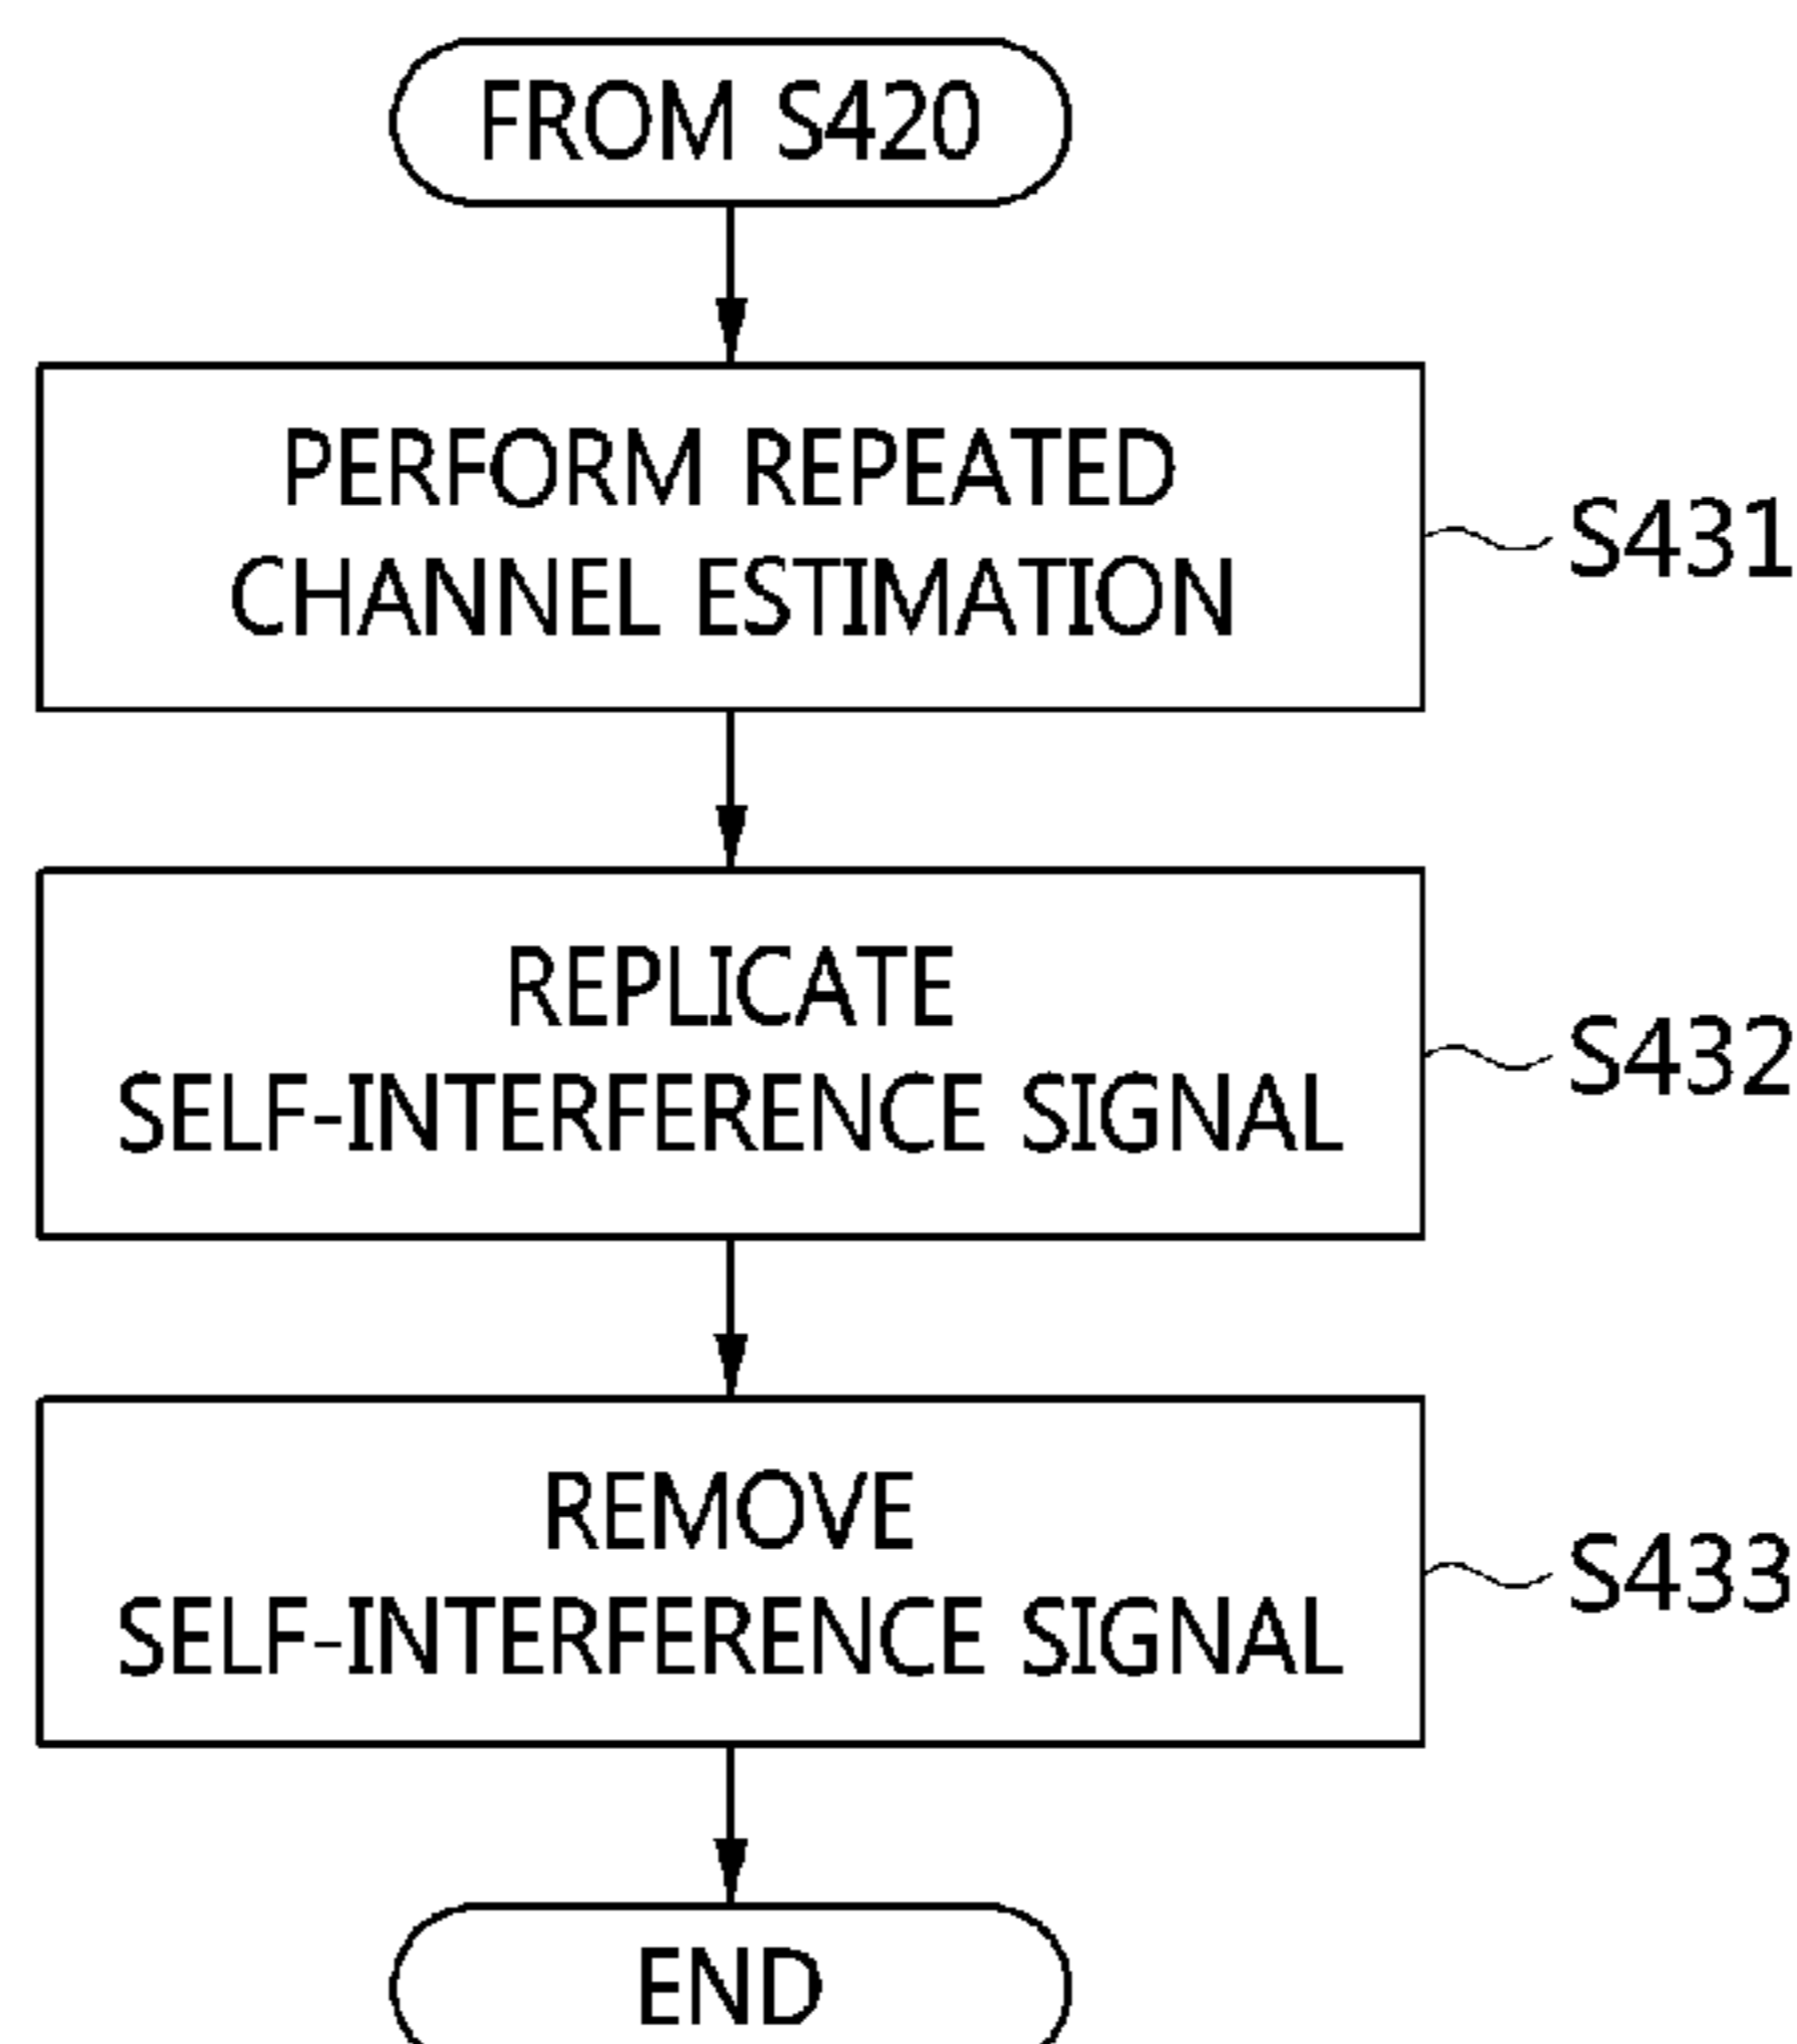 FROM S420
PERFORM REPEATED
CHANNEL ESTIMATION
S431
REPLICATE
SELF-INTERFERENCE SIGNAL
S432
REMOVE
SELF-INTERFERENCE SIGNAL
S433
END